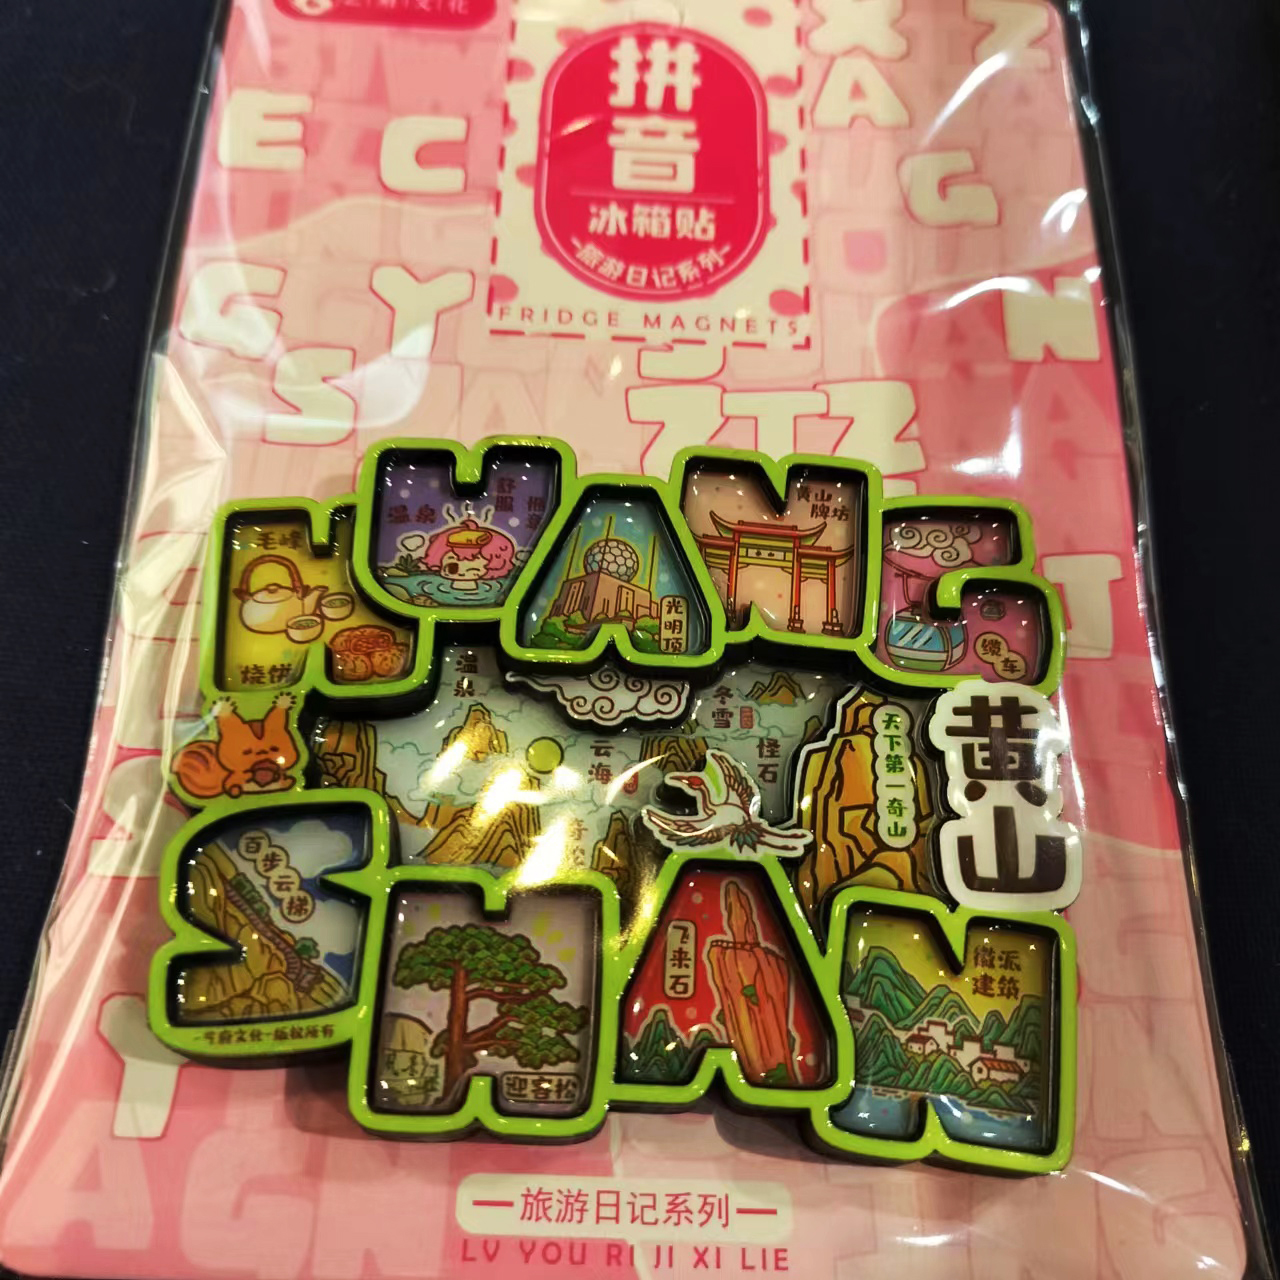 拼
音
冰箱贴
-旅游日记系列-
FRIDGE MAGNETS
HUANG
毛峰
烧饼
温泉
舒服
光明顶
黄山
牌坊
缆车
温泉
云海
冬雪
怪石
天下第一奇山
黄山
SHAN
百步云梯
迎客松
飞来石
徽派
建筑
—旅游日记系列—
LV YOU RI JI XI LIE